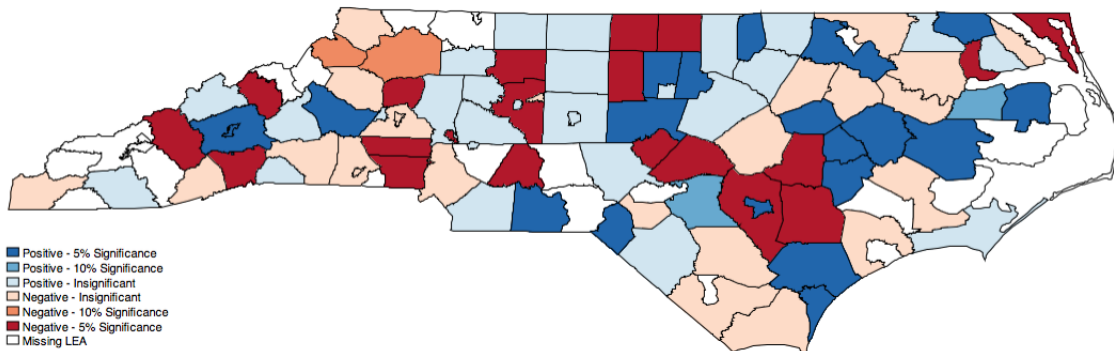 Positive - 5% Significance
Positive - 10% Significance
Positive - Insignificant
Negative - Insignificant
Negative - 10% Significance
Negative - 5% Significance
Missing LEA